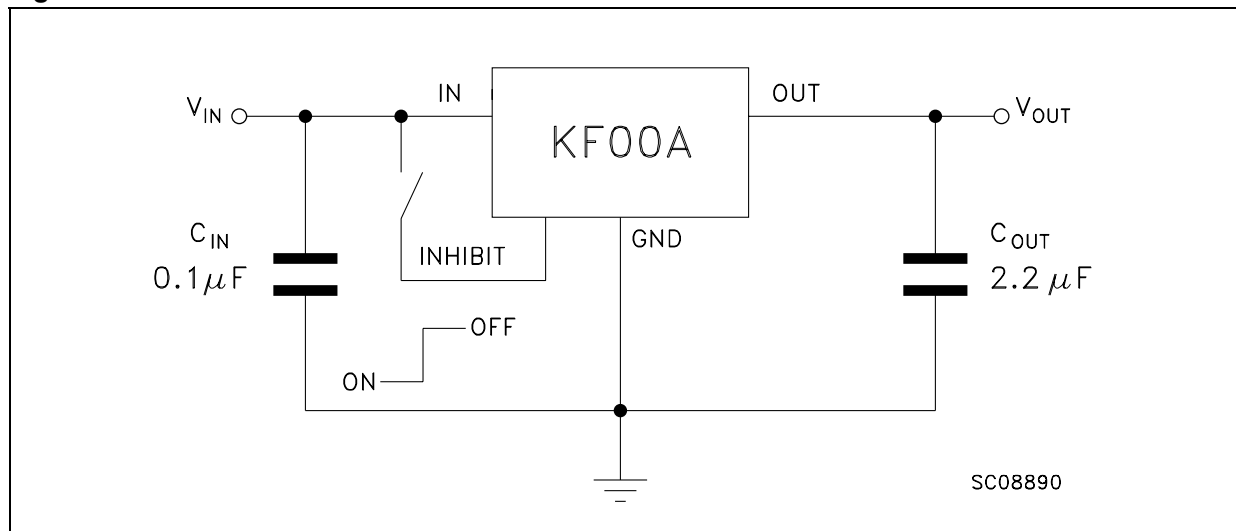 V_IN
IN
KF00A
OUT
V_OUT
C_IN
0.1μF
INHIBIT
GND
C_OUT
2.2 μF
OFF
ON
SC08890